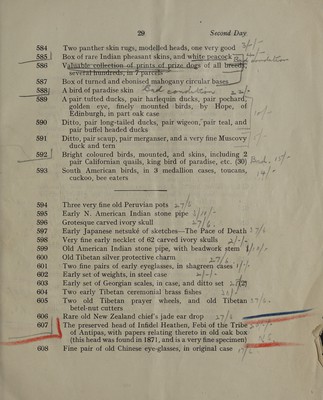 29 Second Day
584 Two panther skin rugs, modelled heads, one very good
585 Box of rare Indian pheasant skins, and white peacock
586 Valuable collection of prints of prize dogs of all breeds,
several hundreds, in 7 parcels
587 Box of turned and ebonised mahogany circular bases
588 A bird of paradise skin
589 A pair tufted ducks, pair harlequin ducks, pair pochard,
golden eye, finely mounted birds, by Hope, of
Edinburgh, in part oak case
590 Ditto, pair long-tailed ducks, pair wigeon, pair teal, and
pair buffel headed ducks
591 Ditto, pair scaup, pair merganser, and a very fine Muscovy
duck and tern
592 Bright coloured birds, mounted, and skins, including 2
pair Californian quails, king bird of paradise, etc. (30)
593 South American birds, in 3 medallion cases, toucans,
cuckoo, bee eaters
594 Three very fine old Peruvian pots 2/7/6
595 Early N. American Indian stone pipe
596 Grotesque carved ivory skull 2/7/6
597 Early Japanese netsuké of sketches—The Pace of Death
598 Very fine early necklet of 62 carved ivory skulls
599 Old American Indian stone pipe, with beadwork stem
600 Old Tibetan silver protective charm
601 Two fine pairs of early eyeglasses, in shagreen cases
602 Early set of weights, in steel case
603 Early set of Georgian scales, in case, and ditto set (2)
604 Two early Tibetan ceremonial brass fishes
605 Two old Tibetan prayer wheels, and old Tibetan
betel-nut cutters
606 Rare old New Zealand chief's jade ear drop
607 The preserved head of Infidel Heathen, Febi of the Tribe
of Antipas, with papers relating thereto in old oak box
(this head was found in 1871, and is a very fine specimen)
608 Fine pair of old Chinese eye-glasses, in original case